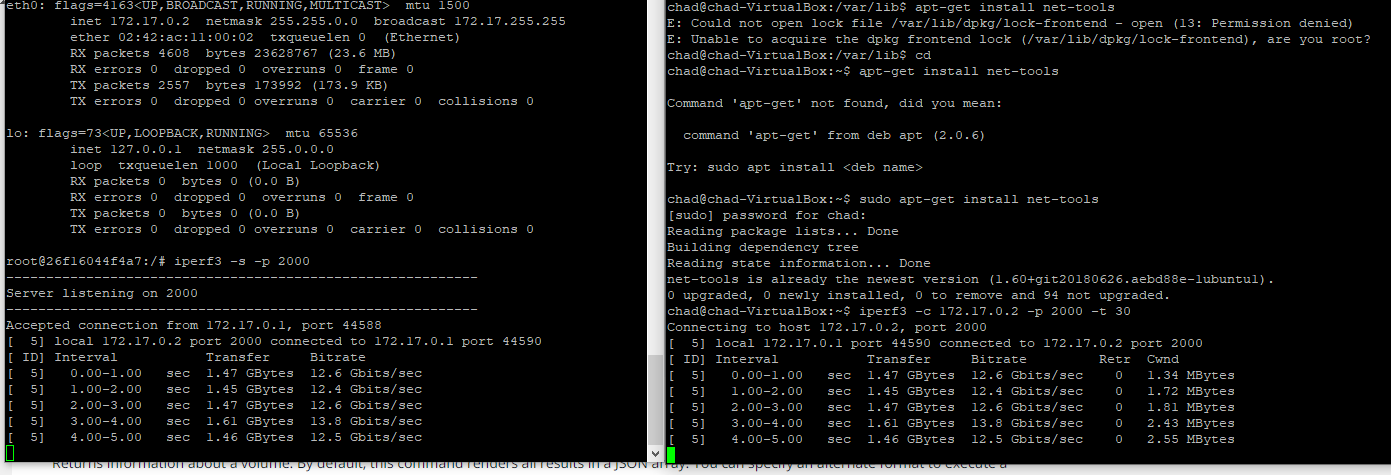 eth0: flags=4163<UP,BROADCAST,RUNNING,MULTICAST>  mtu 1500
        inet 172.17.0.2  netmask 255.255.0.0  broadcast 172.17.255.255
        ether 02:42:ac:11:00:02  txqueuelen 0  (Ethernet)
        RX packets 4608  bytes 23628767 (23.6 MB)
        RX errors 0  dropped 0  overruns 0  frame 0
        TX packets 2557  bytes 173992 (173.9 KB)
        TX errors 0  dropped 0 overruns 0  carrier 0  collisions 0
lo: flags=73<UP,LOOPBACK,RUNNING>  mtu 65536
        inet 127.0.0.1  netmask 255.0.0.0
        loop  txqueuelen 1000  (Local Loopback)
        RX packets 0  bytes 0 (0.0 B)
        RX errors 0  dropped 0  overruns 0  frame 0
        TX packets 0  bytes 0 (0.0 B)
        TX errors 0  dropped 0 overruns 0  carrier 0  collisions 0
root@26f16044f4a7:/# iperf3 -s -p 2000
-----------------------------------------------------------
Server listening on 2000
-----------------------------------------------------------
Accepted connection from 172.17.0.1, port 44588
[  5] local 172.17.0.2 port 2000 connected to 172.17.0.1 port 44590
[ ID] Interval           Transfer     Bitrate
[  5]   0.00-1.00   sec  1.47 GBytes  12.6 Gbits/sec
[  5]   1.00-2.00   sec  1.45 GBytes  12.4 Gbits/sec
[  5]   2.00-3.00   sec  1.47 GBytes  12.6 Gbits/sec
[  5]   3.00-4.00   sec  1.61 GBytes  13.8 Gbits/sec
[  5]   4.00-5.00   sec  1.46 GBytes  12.5 Gbits/sec
chad@chad-VirtualBox:/var/lib$ apt-get install net-tools
E: Could not open lock file /var/lib/dpkg/lock-frontend - open (13: Permission denied)
E: Unable to acquire the dpkg frontend lock (/var/lib/dpkg/lock-frontend), are you root?
chad@chad-VirtualBox:/var/lib$ cd
chad@chad-VirtualBox:~$ apt-get install net-tools
Command 'apt-get' not found, did you mean:
  command 'apt-get' from deb apt (2.0.6)
Try: sudo apt install <deb name>
chad@chad-VirtualBox:~$ sudo apt-get install net-tools
[sudo] password for chad:
Reading package lists... Done
Building dependency tree
Reading state information... Done
net-tools is already the newest version (1.60+git20180626.aebd88e-1ubuntu1).
0 upgraded, 0 newly installed, 0 to remove and 94 not upgraded.
chad@chad-VirtualBox:~$ iperf3 -c 172.17.0.2 -p 2000 -t 30
Connecting to host 172.17.0.2, port 2000
[  5] local 172.17.0.1 port 44590 connected to 172.17.0.2 port 2000
[ ID] Interval           Transfer     Bitrate         Retr  Cwnd
[  5]   0.00-1.00   sec  1.47 GBytes  12.6 Gbits/sec    0   1.34 MBytes
[  5]   1.00-2.00   sec  1.45 GBytes  12.4 Gbits/sec    0   1.72 MBytes
[  5]   2.00-3.00   sec  1.47 GBytes  12.6 Gbits/sec    0   1.81 MBytes
[  5]   3.00-4.00   sec  1.61 GBytes  13.8 Gbits/sec    0   2.43 MBytes
[  5]   4.00-5.00   sec  1.46 GBytes  12.5 Gbits/sec    0   2.55 MBytes
Returns information about a volume. By default, this command renders all results in a JSON array. You can specify an alternate format to execute a